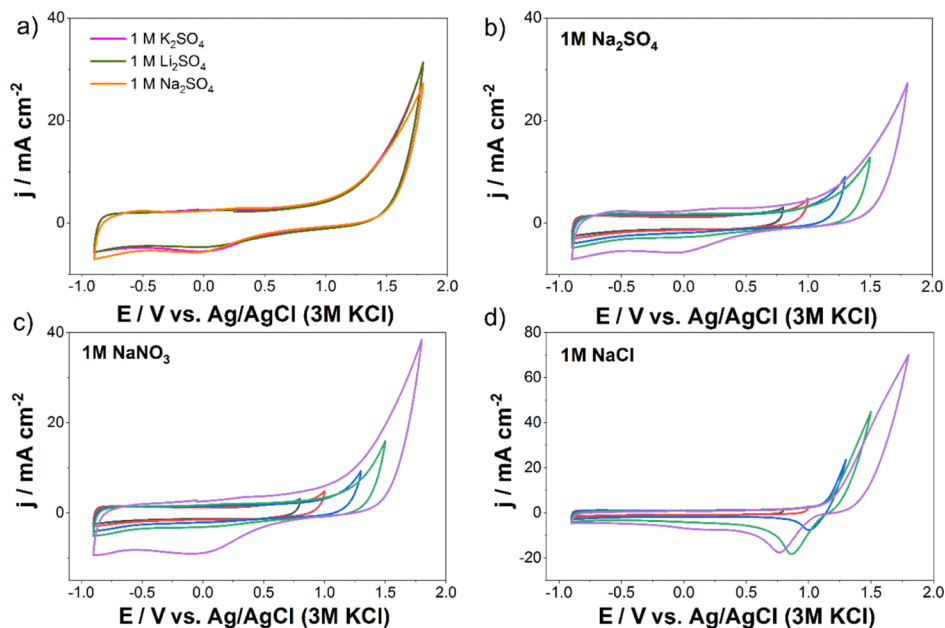 a)
40
20
0
j / mA cm⁻²
1 M K₂SO₄
1 M Li₂SO₄
1 M Na₂SO₄
-1.0 -0.5 0.0 0.5 1.0 1.5 2.0
E / V vs. Ag/AgCl (3M KCl)
b)
1M Na₂SO₄
40
20
0
j / mA cm⁻²
-1.0 -0.5 0.0 0.5 1.0 1.5 2.0
E / V vs. Ag/AgCl (3M KCl)
c)
1M NaNO₃
40
20
0
j / mA cm⁻²
-1.0 -0.5 0.0 0.5 1.0 1.5 2.0
E / V vs. Ag/AgCl (3M KCl)
d)
1M NaCl
80
60
40
20
0
-20
j / mA cm⁻²
-1.0 -0.5 0.0 0.5 1.0 1.5 2.0
E / V vs. Ag/AgCl (3M KCl)